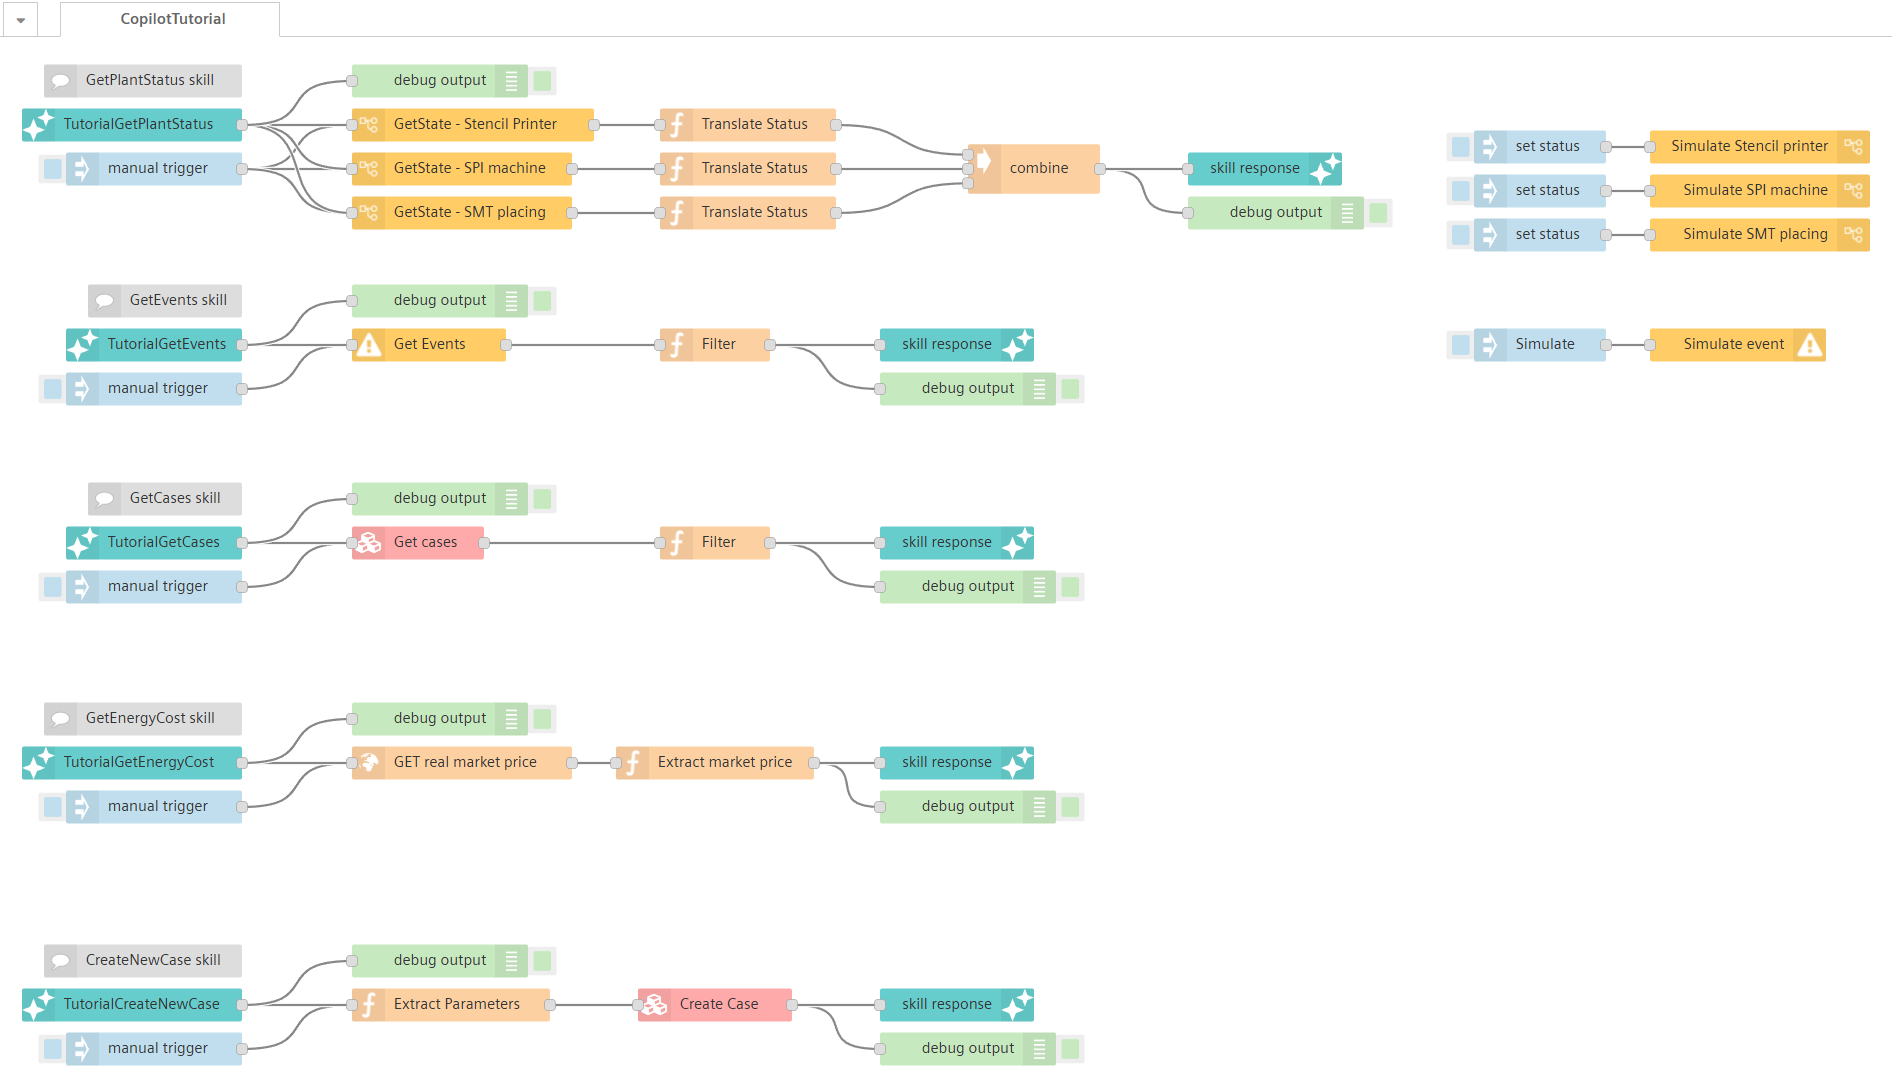 CopilotTutorial
GetPlantStatus skill
debug output
TutorialGetPlantStatus
GetState - Stencil Printer
Translate Status
manual trigger
GetState - SPI machine
Translate Status
combine
skill response
GetState - SMT placing
Translate Status
debug output
set status
Simulate Stencil printer
set status
Simulate SPI machine
set status
Simulate SMT placing
GetEvents skill
debug output
TutorialGetEvents
Get Events
Filter
skill response
Simulate
Simulate event
manual trigger
debug output
GetCases skill
debug output
TutorialGetCases
Get cases
Filter
skill response
manual trigger
debug output
GetEnergyCost skill
debug output
TutorialGetEnergyCost
GET real market price
Extract market price
skill response
manual trigger
debug output
CreateNewCase skill
debug output
TutorialCreateNewCase
Extract Parameters
Create Case
skill response
manual trigger
debug output